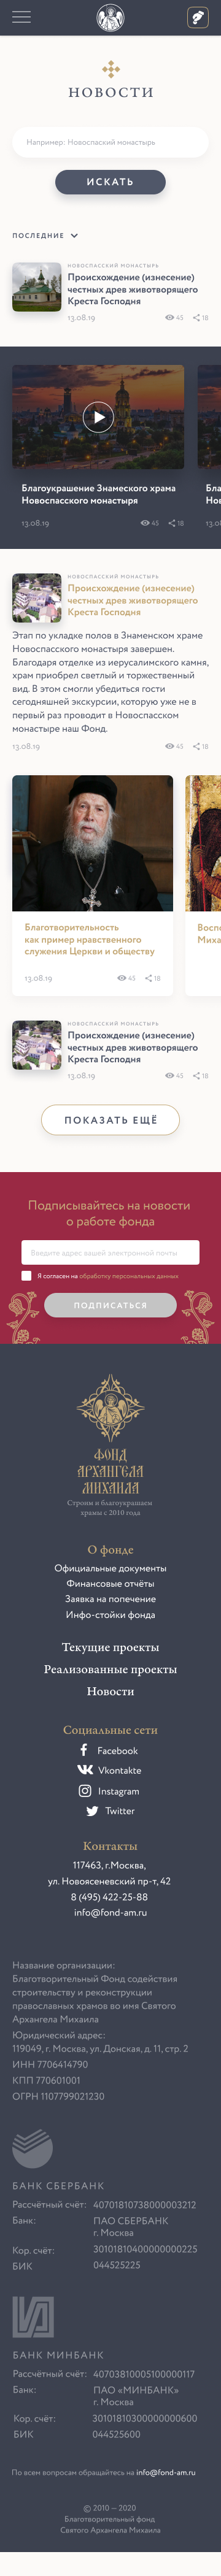 НОВОСТИ
Например: Новоспаский монастырь
ИСКАТЬ
ПОСЛЕДНИЕ
НОВОСПАССКИЙ МОНАСТЫРЬ
Происхождение (изнесение)
честных древ животворящего
Креста Господня
13.08.19 45 18
Благоукрашение Знамеского храма
Новоспасского монастыря
13.08.19 45 18
НОВОСПАССКИЙ МОНАСТЫРЬ
Происхождение (изнесение)
честных древ животворящего
Креста Господня
Этап по укладке полов в Знаменском храме
Новоспасского монастыря завершен.
Благодаря отделке из иерусалимского камня,
храм приобрел светлый и торжественный
вид. В этом смогли убедиться гости
сегодняшней экскурсии, которую уже не в
первый раз проводит в Новоспасском
монастыре наш Фонд.
13.08.19 45 18
Благотворительность
как пример нравственного
служения Церкви и обществу
13.08.19 45 18
НОВОСПАССКИЙ МОНАСТЫРЬ
Происхождение (изнесение)
честных древ животворящего
Креста Господня
13.08.19 45 18
ПОКАЗАТЬ ЕЩЁ
Подписывайтесь на новости
о работе фонда
Введите адрес вашей электронной почты
Я согласен на обработку персональных данных
ПОДПИСАТЬСЯ
ФОНД
АРХАНГЕЛА
МИХАИЛА
Строим и благоукрашаем
храмы с 2010 года
О фонде
Официальные документы
Финансовые отчёты
Заявка на попечение
Инфо-стойки фонда
Текущие проекты
Реализованные проекты
Новости
Социальные сети
Facebook
Vkontakte
Instagram
Twitter
Контакты
117463, г.Москва,
ул. Новоясеневский пр-т, 42
8 (495) 422-25-88
info@fond-am.ru
Название организации:
Благотворительный Фонд содействия
строительству и реконструкции
православных храмов во имя Святого
Архангела Михаила
Юридический адрес:
119049, г. Москва, ул. Донская, д. 11, стр. 2
ИНН 7706414790
КПП 770601001
ОГРН 1107799021230
БАНК СБЕРБАНК
Рассчётный счёт: 40701810738000003212
Банк: ПАО СБЕРБАНК
г. Москва
Кор. счёт: 30101810400000000225
БИК 044525225
БАНК МИНБАНК
Рассчётный счёт: 40703810005100000117
Банк: ПАО «МИНБАНК»
г. Москва
Кор. счёт: 30101810300000000600
БИК 044525600
По всем вопросам обращайтесь на info@fond-am.ru
© 2010 — 2020
Благотворительный фонд
Святого Архангела Михаила